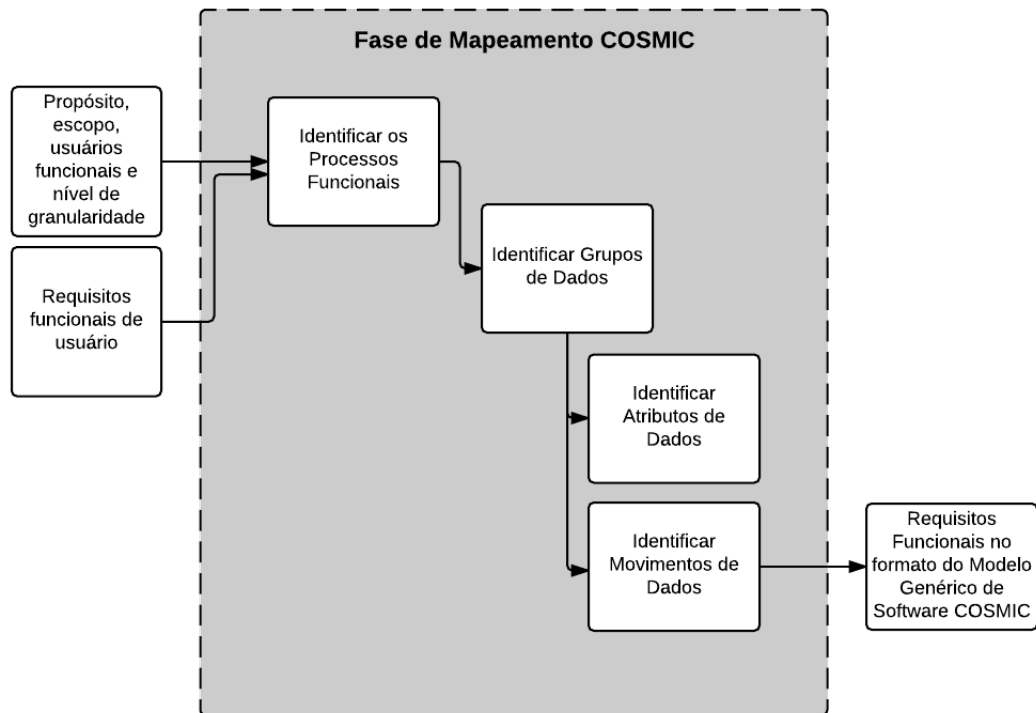 Fase de Mapeamento COSMIC
Propósito,
escopo,
usuários
funcionais e
nível de
granularidade
Identificar os
Processos
Funcionais
Identificar Grupos
de Dados
Requisitos
funcionais de
usuário
Identificar
Atributos de
Dados
Identificar
Movimentos de
Dados
Requisitos
Funcionais no
formato do Modelo
Genérico de
Software COSMIC